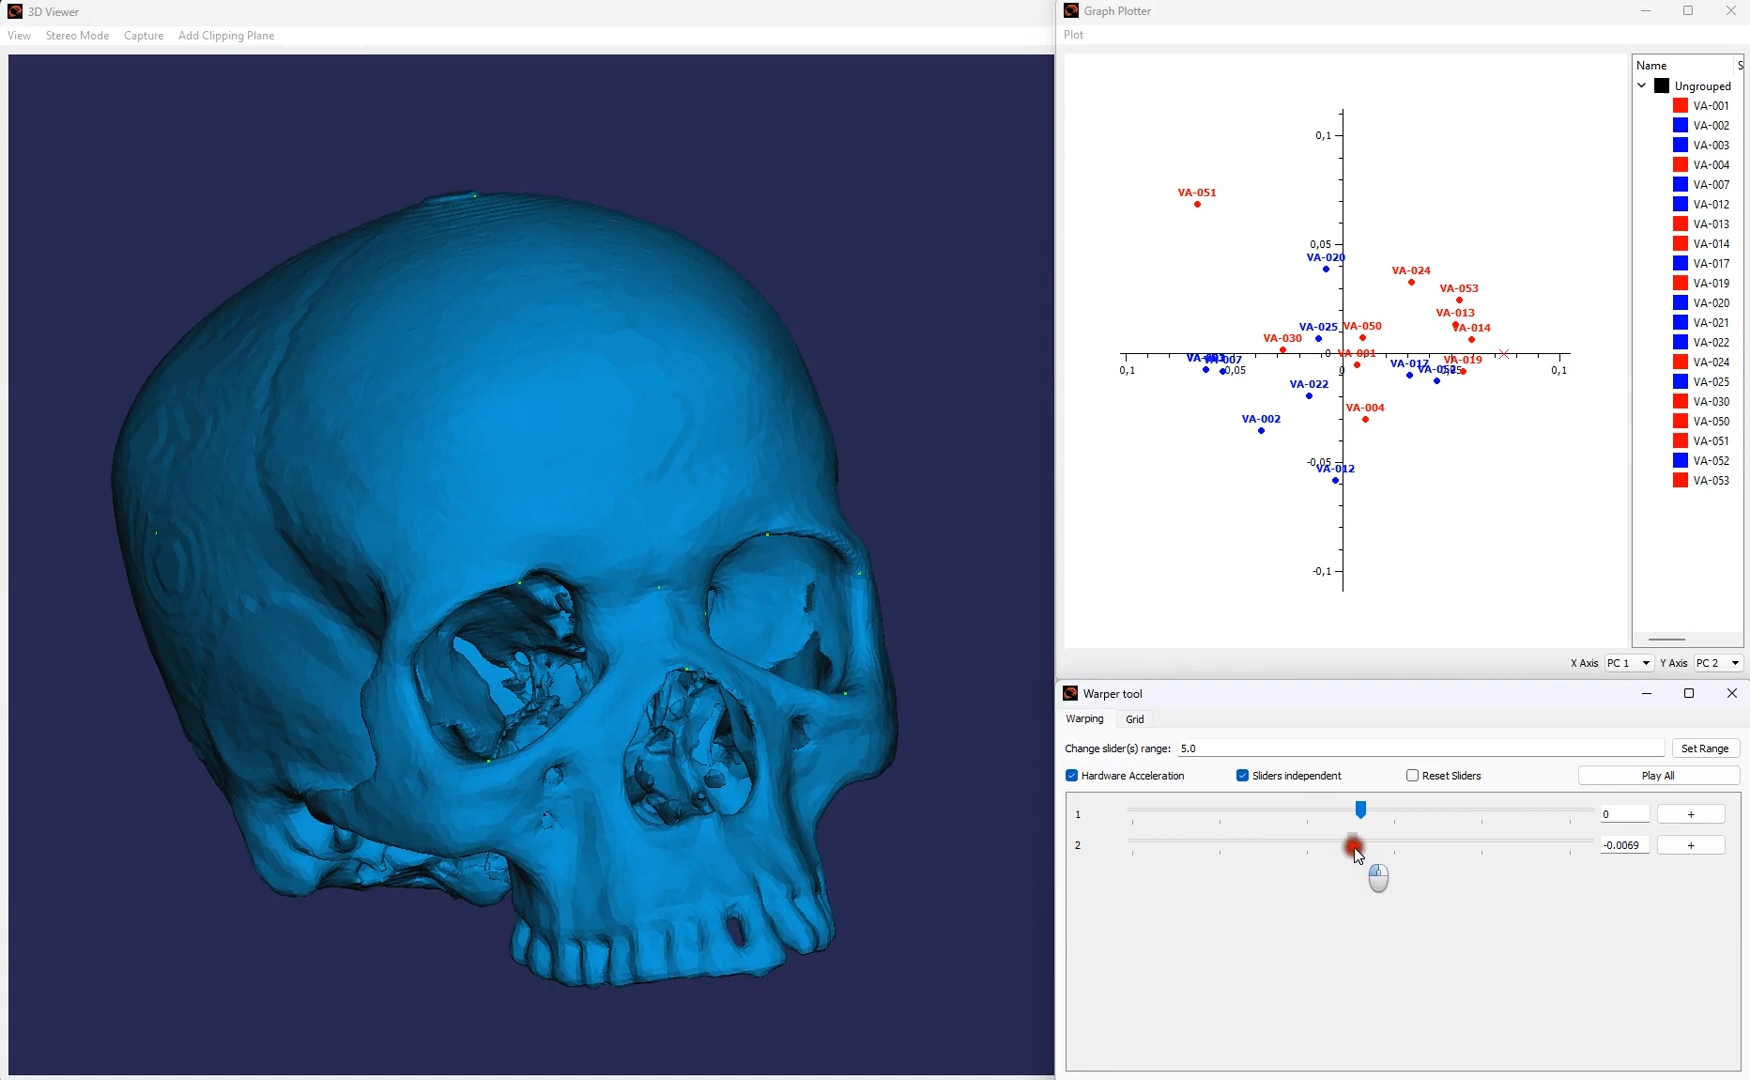 3D Viewer
View Stereo Mode Capture Add Clipping Plane
Graph Plotter
Plot
0,1
VA-051
0,05
VA-020
VA-024
VA-053
VA-013
VA-014
VA-025
VA-050
VA-030
VA-001
0
VA-007
VA-017
VA-052
VA-019
0,1
0,05
0
0,05
0,1
VA-022
VA-004
VA-002
-0,05
VA-012
-0,1
Name S
Ungrouped
VA-001
VA-002
VA-003
VA-004
VA-007
VA-012
VA-013
VA-014
VA-017
VA-019
VA-020
VA-021
VA-022
VA-024
VA-025
VA-030
VA-050
VA-051
VA-052
VA-053
X Axis PC 1 Y Axis PC 2
Warper tool
Warping Grid
Change slider(s) range: 5.0 Set Range
Hardware Acceleration Sliders independent Reset Sliders Play All
1 0 +
2 -0.0069 +